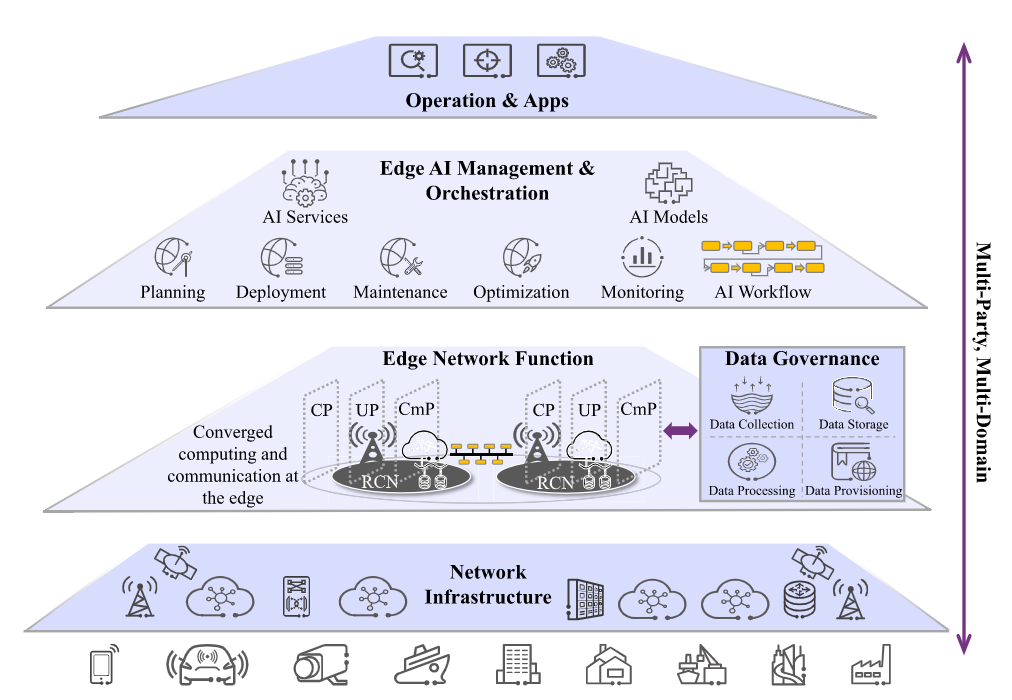 Operation & Apps
Edge AI Management &
Orchestration
AI Services
AI Models
Planning
Deployment
Maintenance
Optimization
Monitoring
AI Workflow
Edge Network Function
Data Governance
CP
UP
CmP
CP
UP
CmP
Converged
computing and
communication at
the edge
RCN
RCN
Data Collection
Data Storage
Data Processing
Data Provisioning
Network
Infrastructure
Multi-Party, Multi-Domain